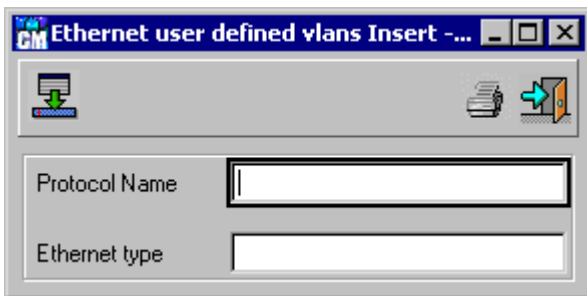 CM Ethernet user defined vlans Insert -...
Protocol Name
Ethernet type